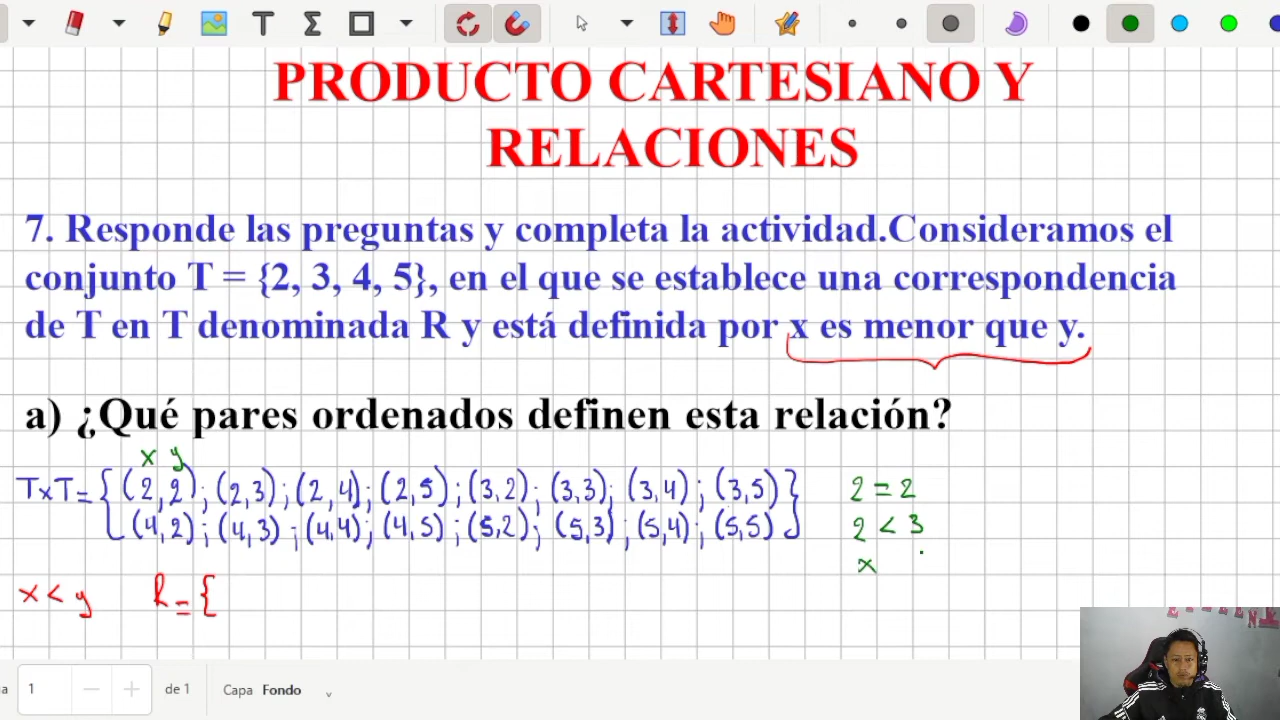 PRODUCTO CARTESIANO Y
RELACIONES
7. Responde las preguntas y completa la actividad.Consideramos el
conjunto T = {2, 3, 4, 5}, en el que se establece una correspondencia
de T en T denominada R y está definida por x es menor que y.
a) ¿Qué pares ordenados definen esta relación?
x y
TxT= { (2,2); (2,3); (2,4); (2,5); (3,2); (3,3); (3,4); (3,5)
(4,2); (4,3); (4,4); (4,5); (5,2); (5,3); (5,4); (5,5) }
2 = 2
2 < 3
x
x < y R = {
1
de 1
Capa Fondo